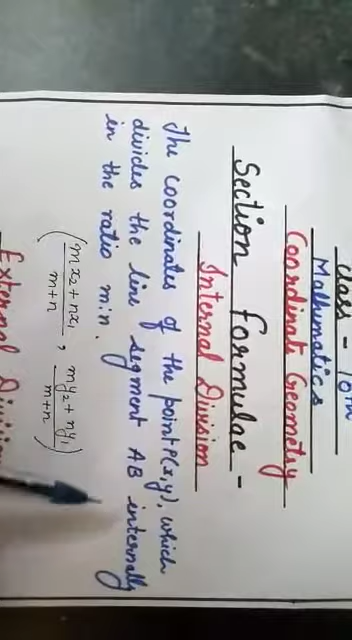 Class - 10th
Mathematics
Coordinate Geometry
Section Formulae -
Internal Division
The coordinates of the point P(x,y), which
divides the line segment AB internally
in the ratio m:n.
(mx₂+nx₁/m+n , my₂+ny₁/m+n)
External Division